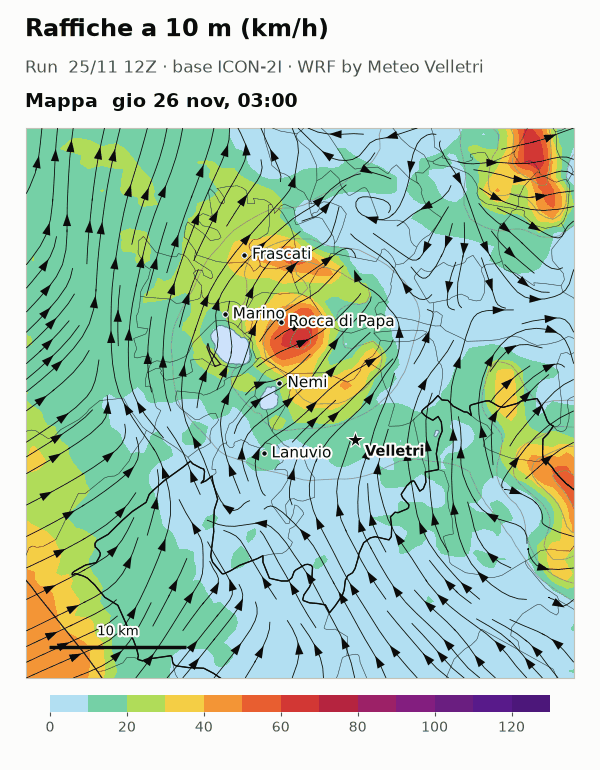 Raffiche a 10 m (km/h)
Run  25/11 12Z · base ICON-2I · WRF by Meteo Velletri
Mappa  gio 26 nov, 03:00
Frascati
Marino
Rocca di Papa
Nemi
Velletri
Lanuvio
10 km
0 20 40 60 80 100 120